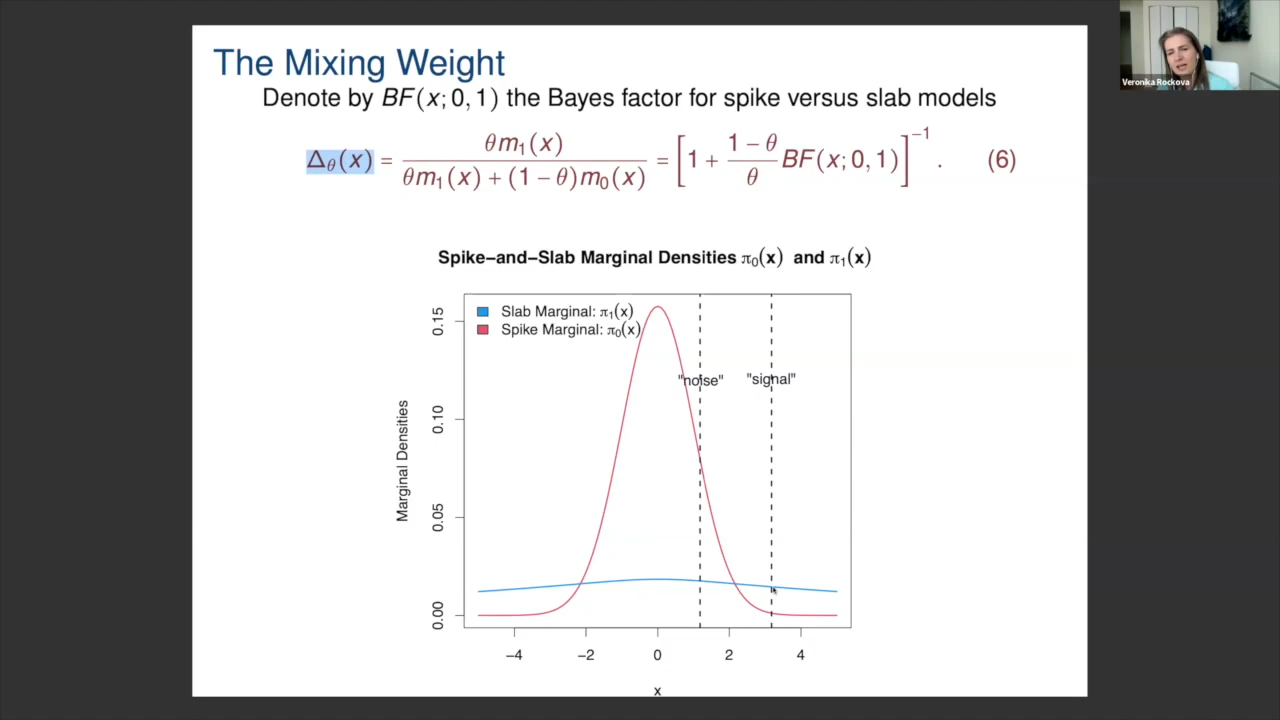 The Mixing Weight
Denote by BF(x; 0, 1) the Bayes factor for spike versus slab models
Δθ(x) = θm1(x) / θm1(x) + (1 − θ)m0(x) = [1 + 1 − θ / θ BF(x; 0, 1)]−1. (6)
Spike−and−Slab Marginal Densities π0(x) and π1(x)
Slab Marginal: π1(x)
Spike Marginal: π0(x)
"noise" "signal"
Marginal Densities
0.15
0.10
0.05
0.00
−4 −2 0 2 4
x
Veronika Rockova